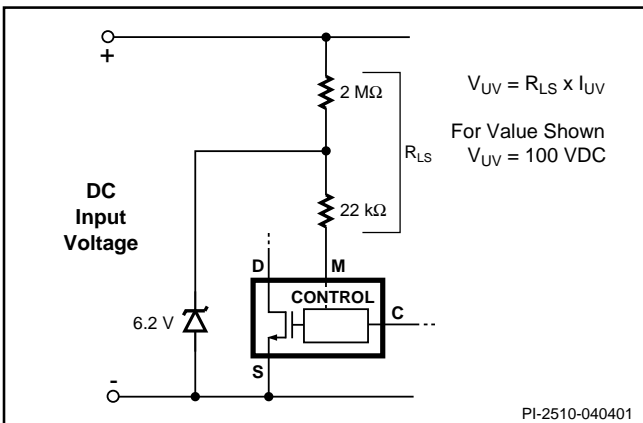 +
2 MΩ
R_LS
V_UV = R_LS x I_UV
For Value Shown
V_UV = 100 VDC
DC
Input
Voltage
22 kΩ
D
M
CONTROL
C
6.2 V
S
-
PI-2510-040401